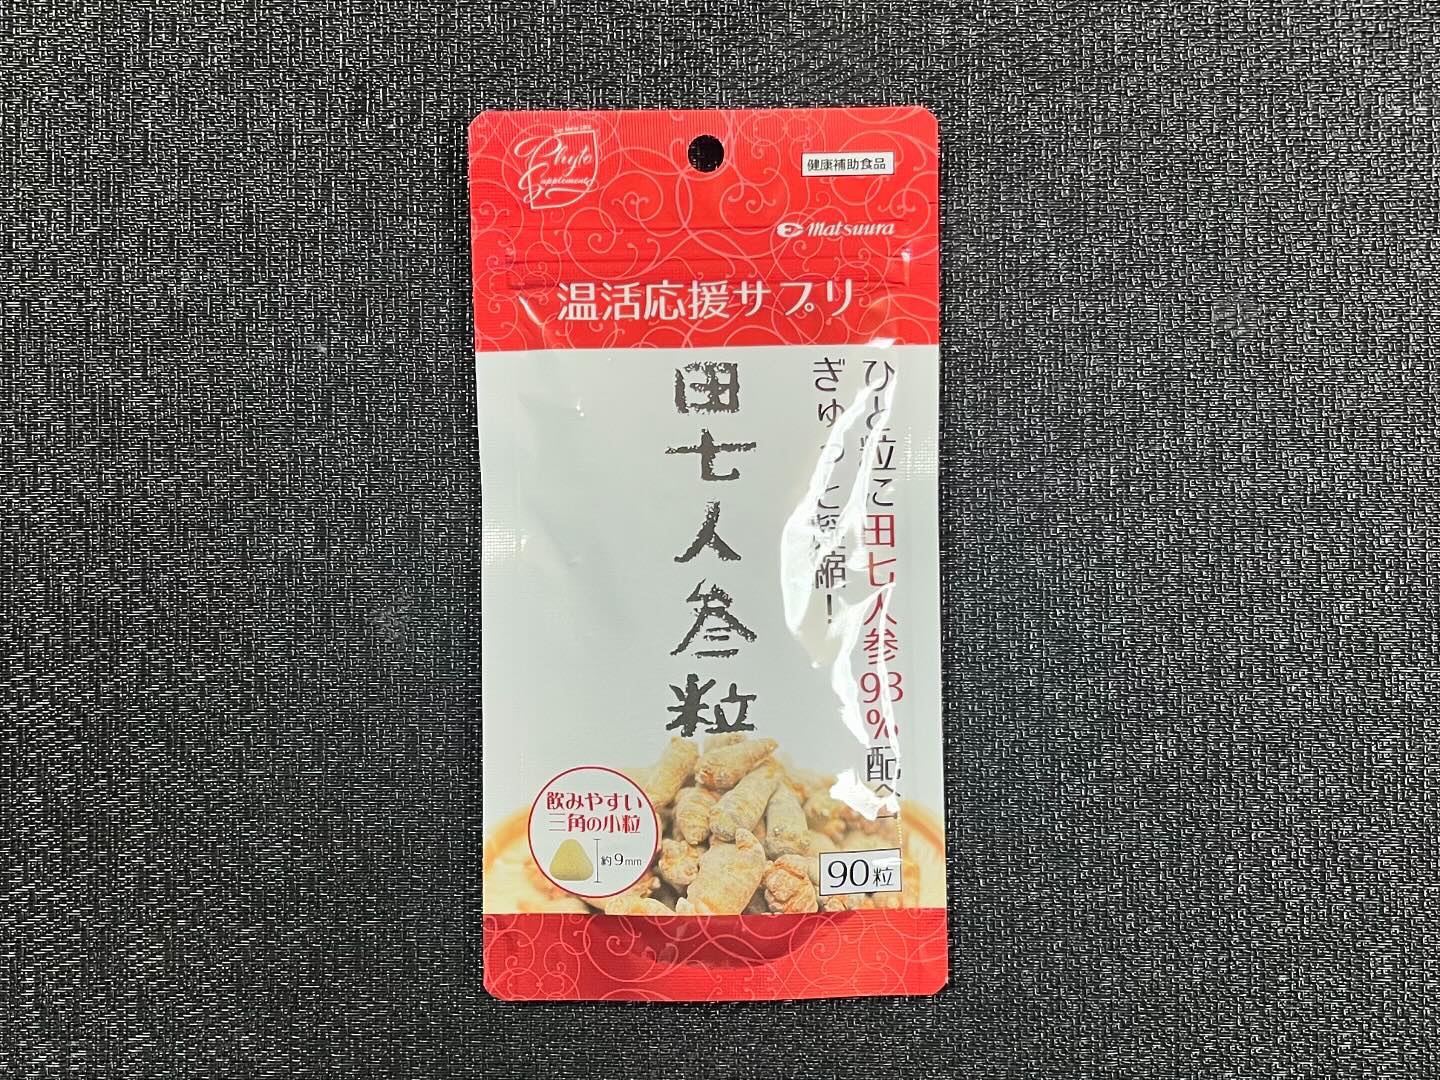 Phyto
Supplements
健康補助食品
matsuura
温活応援サプリ
ひと粒に田七人参93%配合
ぎゅっと凝縮!
田七人参粒
飲みやすい
三角の小粒
約9mm
90粒